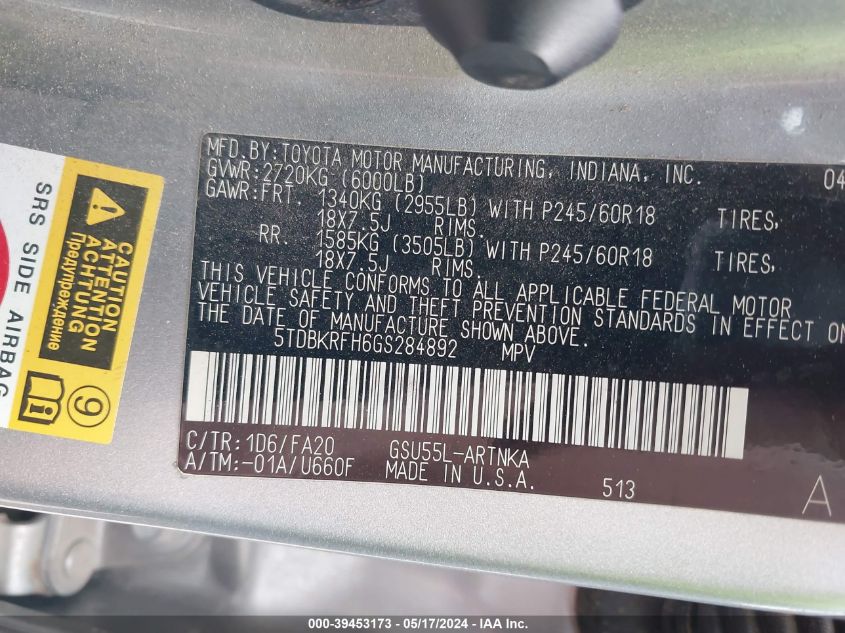 MFD.BY:TOYOTA MOTOR MANUFACTURING, INDIANA, INC. 04
GVWR:2720KG (6000LB)
GAWR:FRT. 1340KG (2955LB) WITH P245/60R18 TIRES,
18X7.5J RIMS.
RR. 1585KG (3505LB) WITH P245/60R18 TIRES,
18X7.5J RIMS.
THIS VEHICLE CONFORMS TO ALL APPLICABLE FEDERAL MOTOR
VEHICLE SAFETY AND THEFT PREVENTION STANDARDS IN EFFECT ON
THE DATE OF MANUFACTURE SHOWN ABOVE.
5TDBKRFH6GS284892 MPV
C/TR:1D6/FA20 GSU55L-ARTNKA
A/TM:-01A/U660F MADE IN U.S.A. 513 A
SRS SIDE AIRBAG
CAUTION
ATTENTION
ACHTUNG
Предупреждение
i 9
000-39453173 - 05/17/2024 - IAA Inc.